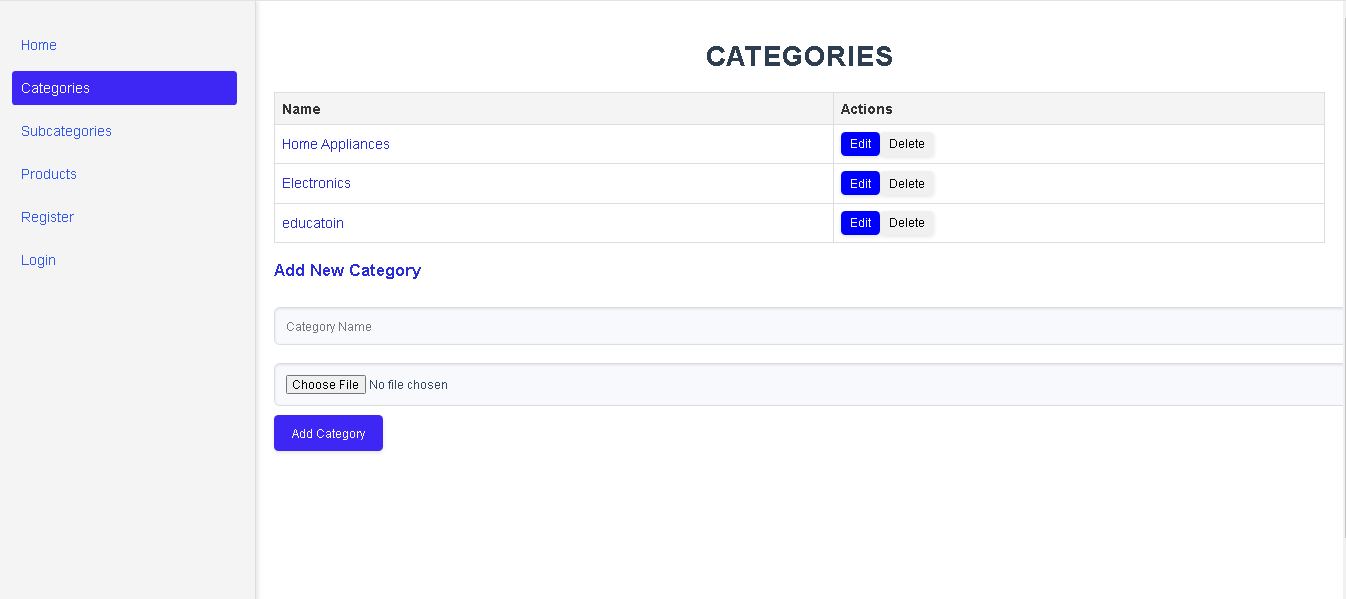 Home
Categories
Subcategories
Products
Register
Login
CATEGORIES
Name Actions
Home Appliances Edit Delete
Electronics Edit Delete
educatoin Edit Delete
Add New Category
Category Name
Choose File No file chosen
Add Category